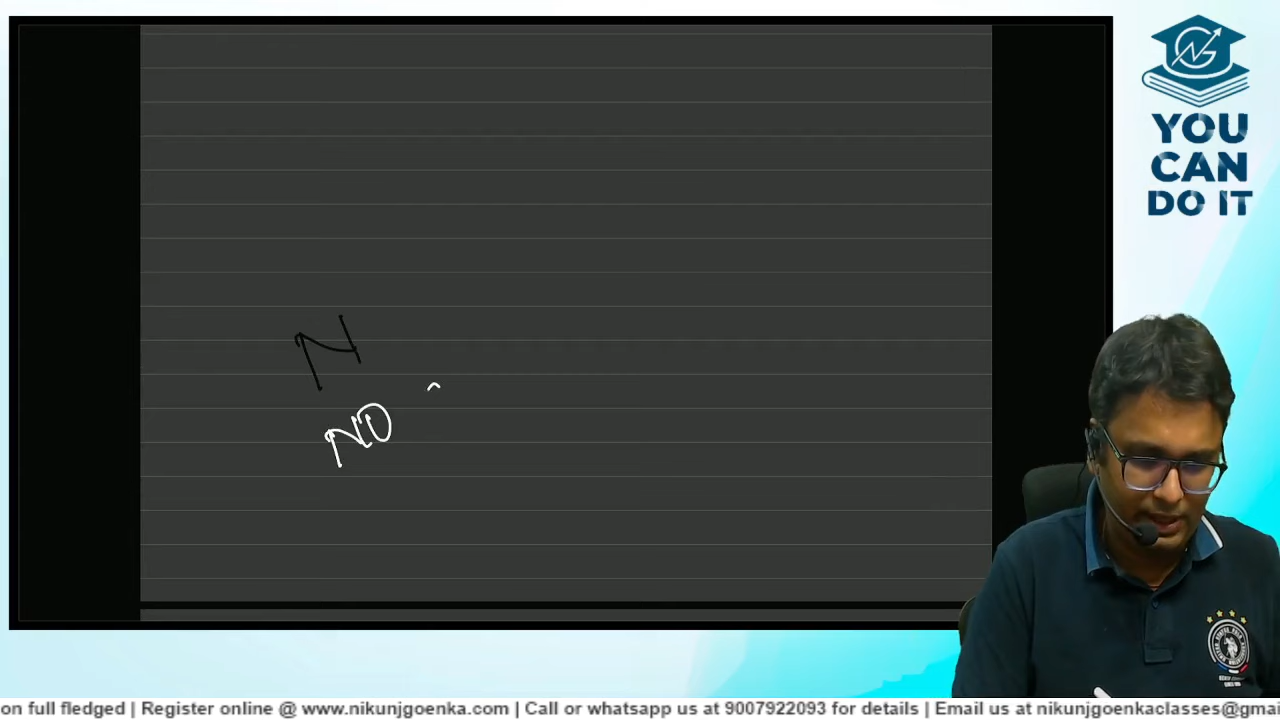 YOU
CAN
DO IT
N
NO
on full fledged | Register online @ www.nikunjgoenka.com | Call or whatsapp us at 9007922093 for details | Email us at nikunjgoenkaclasses@gmai